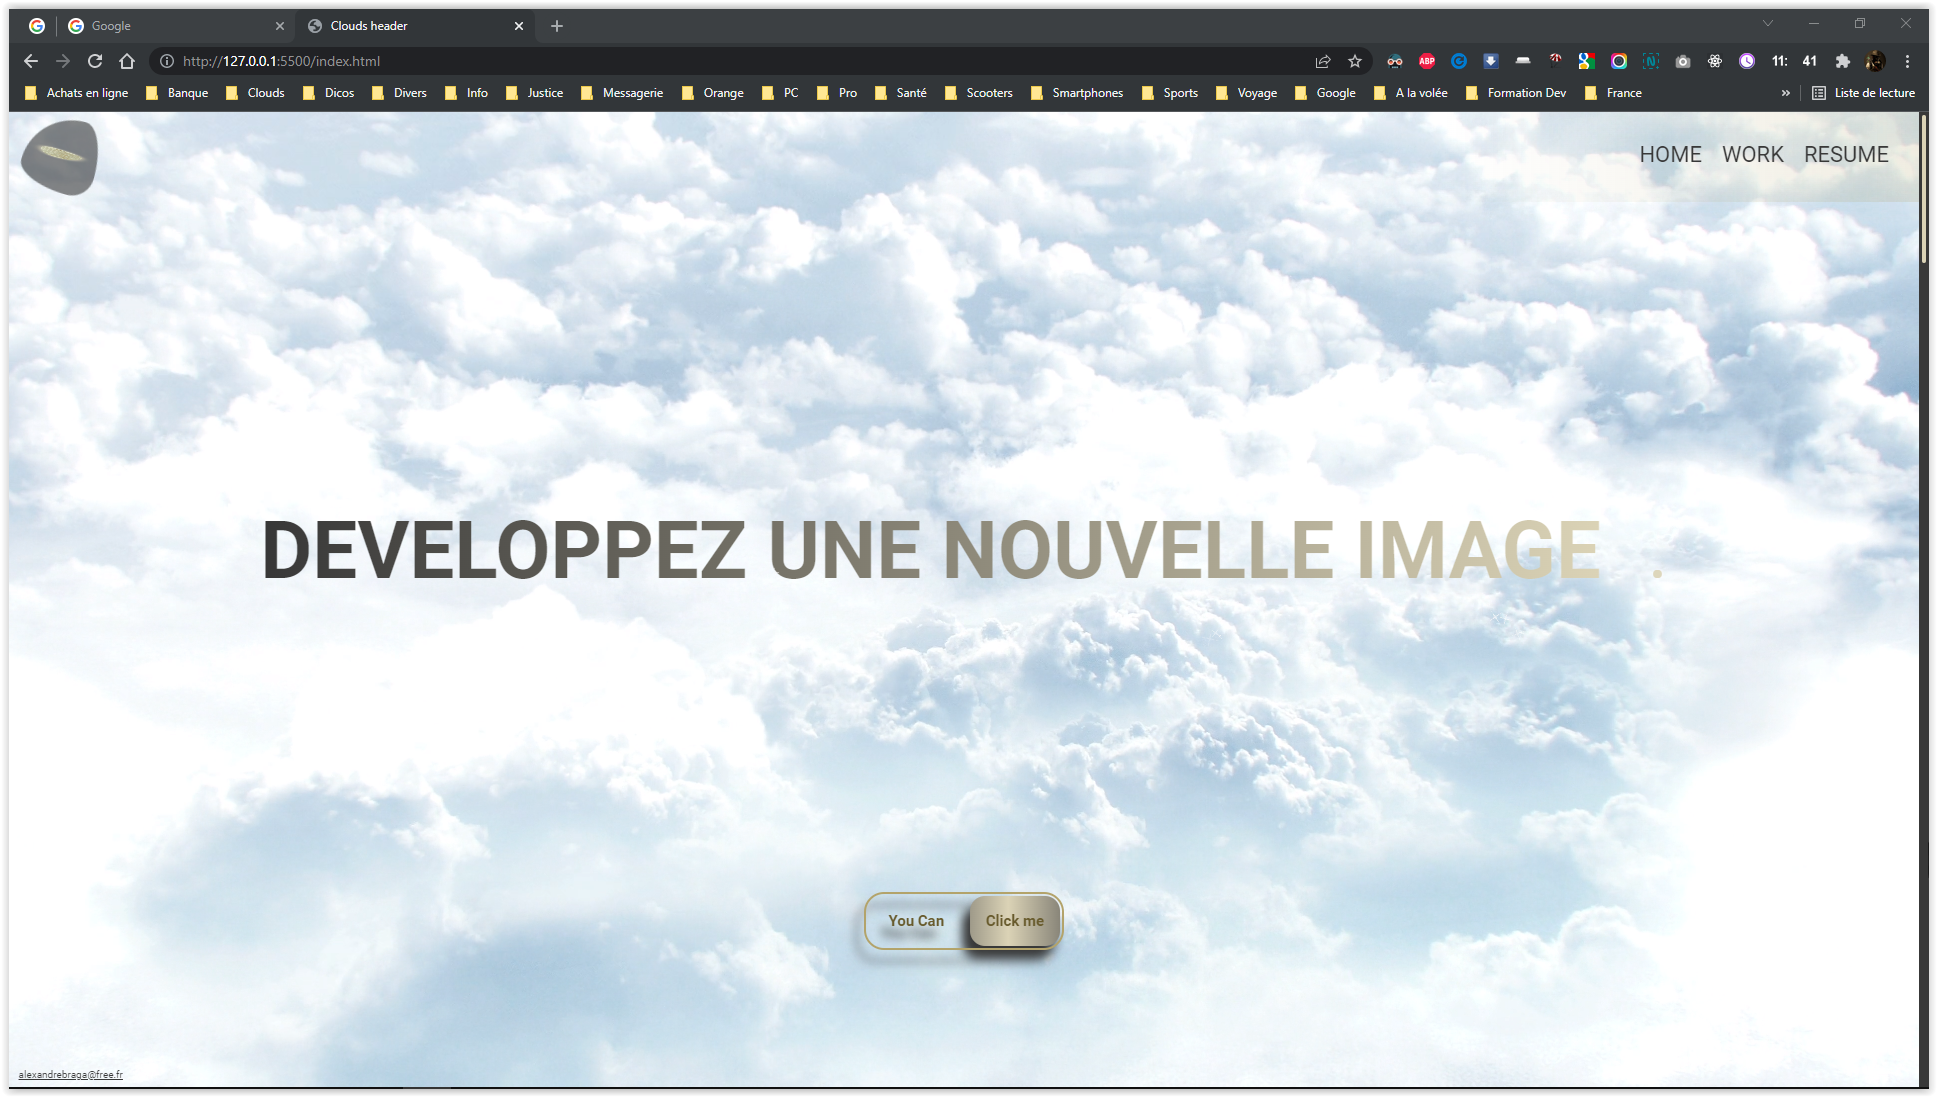 Google
Clouds header
http://127.0.0.1:5500/index.html
ABP
N
11: 41
Achats en ligne Banque Clouds Dicos Divers Info Justice Messagerie Orange PC Pro Santé Scooters Smartphones Sports Voyage Google A la volée Formation Dev France » Liste de lecture
HOME WORK RESUME
DEVELOPPEZ UNE NOUVELLE IMAGE .
You Can Click me
alexandrebraga@free.fr